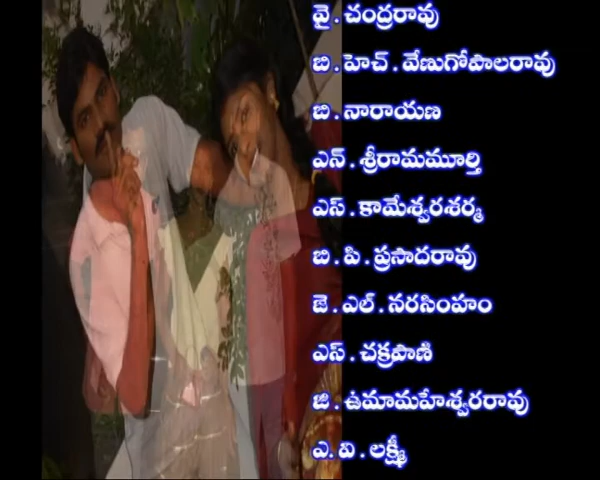 వై.చంద్రరావు
బి.హెచ్.వేణుగోపాలరావు
బి.నారాయణ
ఎన్.శ్రీరామమూర్తి
ఎస్.కామేశ్వరశర్మ
బి.పి.ప్రసాదరావు
జె.ఎల్.నరసింహం
ఎస్.చక్రపాణి
జి.ఉమామహేశ్వరరావు
ఎ.వి.లక్ష్మీ